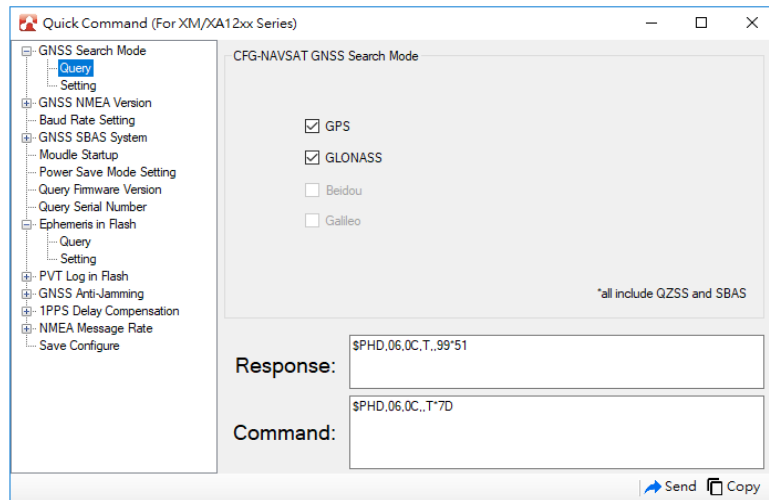 Quick Command (For XM/XA12xx Series)
GNSS Search Mode
Query
Setting
GNSS NMEA Version
Baud Rate Setting
GNSS SBAS System
Moudle Startup
Power Save Mode Setting
Query Firmware Version
Query Serial Number
Ephemeris in Flash
Query
Setting
PVT Log in Flash
GNSS Anti-Jamming
1PPS Delay Compensation
NMEA Message Rate
Save Configure
CFG-NAVSAT GNSS Search Mode
GPS
GLONASS
Beidou
Galileo
*all include QZSS and SBAS
Response:
$PHD,06,0C,T,,99*51
Command:
$PHD,06,0C,,T*7D
Send
Copy